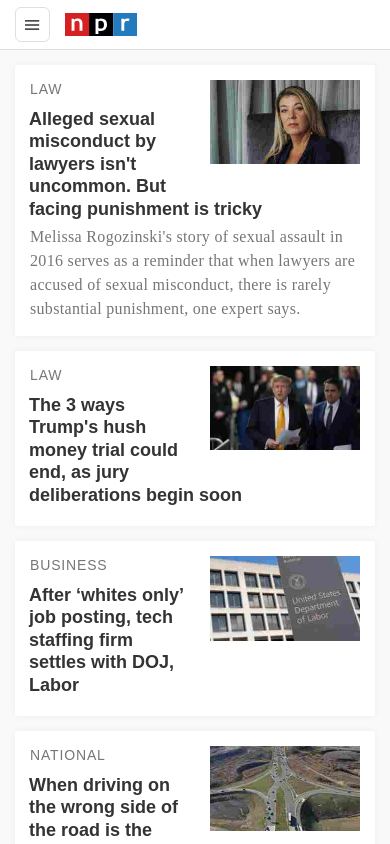 npr
LAW
Alleged sexual
misconduct by
lawyers isn't
uncommon. But
facing punishment is tricky
Melissa Rogozinski's story of sexual assault in
2016 serves as a reminder that when lawyers are
accused of sexual misconduct, there is rarely
substantial punishment, one expert says.
LAW
The 3 ways
Trump's hush
money trial could
end, as jury
deliberations begin soon
BUSINESS
After ‘whites only’
job posting, tech
staffing firm
settles with DOJ,
Labor
United States
Department
of Labor
NATIONAL
When driving on
the wrong side of
the road is the